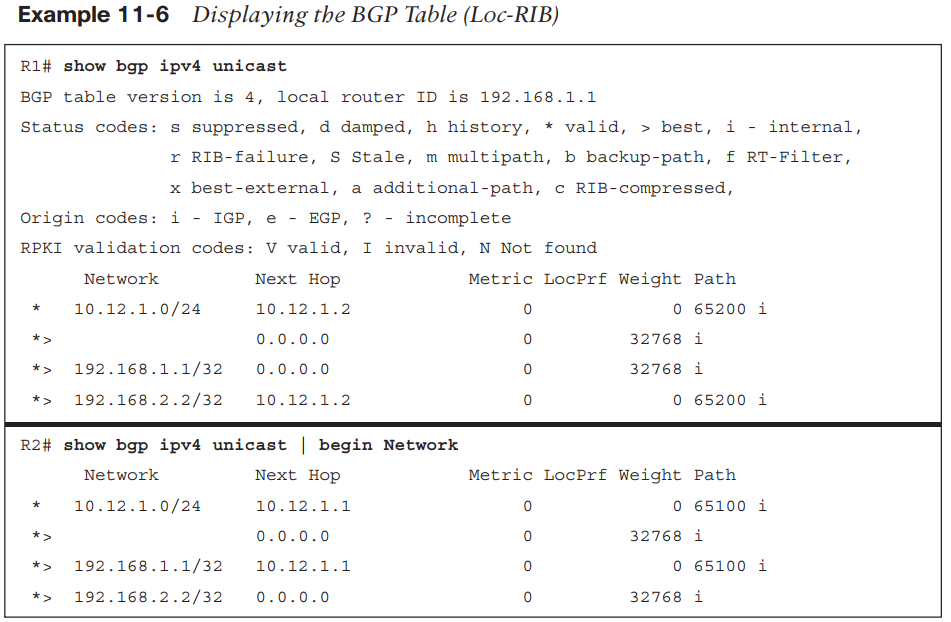 Example 11-6 Displaying the BGP Table (Loc-RIB)
R1# show bgp ipv4 unicast
BGP table version is 4, local router ID is 192.168.1.1
Status codes: s suppressed, d damped, h history, * valid, > best, i - internal,
              r RIB-failure, S Stale, m multipath, b backup-path, f RT-Filter,
              x best-external, a additional-path, c RIB-compressed,
Origin codes: i - IGP, e - EGP, ? - incomplete
RPKI validation codes: V valid, I invalid, N Not found
      Network          Next Hop            Metric LocPrf Weight Path
 *    10.12.1.0/24     10.12.1.2                0             0 65200 i
 *>                    0.0.0.0                  0         32768 i
 *>   192.168.1.1/32   0.0.0.0                  0         32768 i
 *>   192.168.2.2/32   10.12.1.2                0             0 65200 i
R2# show bgp ipv4 unicast | begin Network
      Network          Next Hop            Metric LocPrf Weight Path
 *    10.12.1.0/24     10.12.1.1                0             0 65100 i
 *>                    0.0.0.0                  0         32768 i
 *>   192.168.1.1/32   10.12.1.1                0             0 65100 i
 *>   192.168.2.2/32   0.0.0.0                  0         32768 i